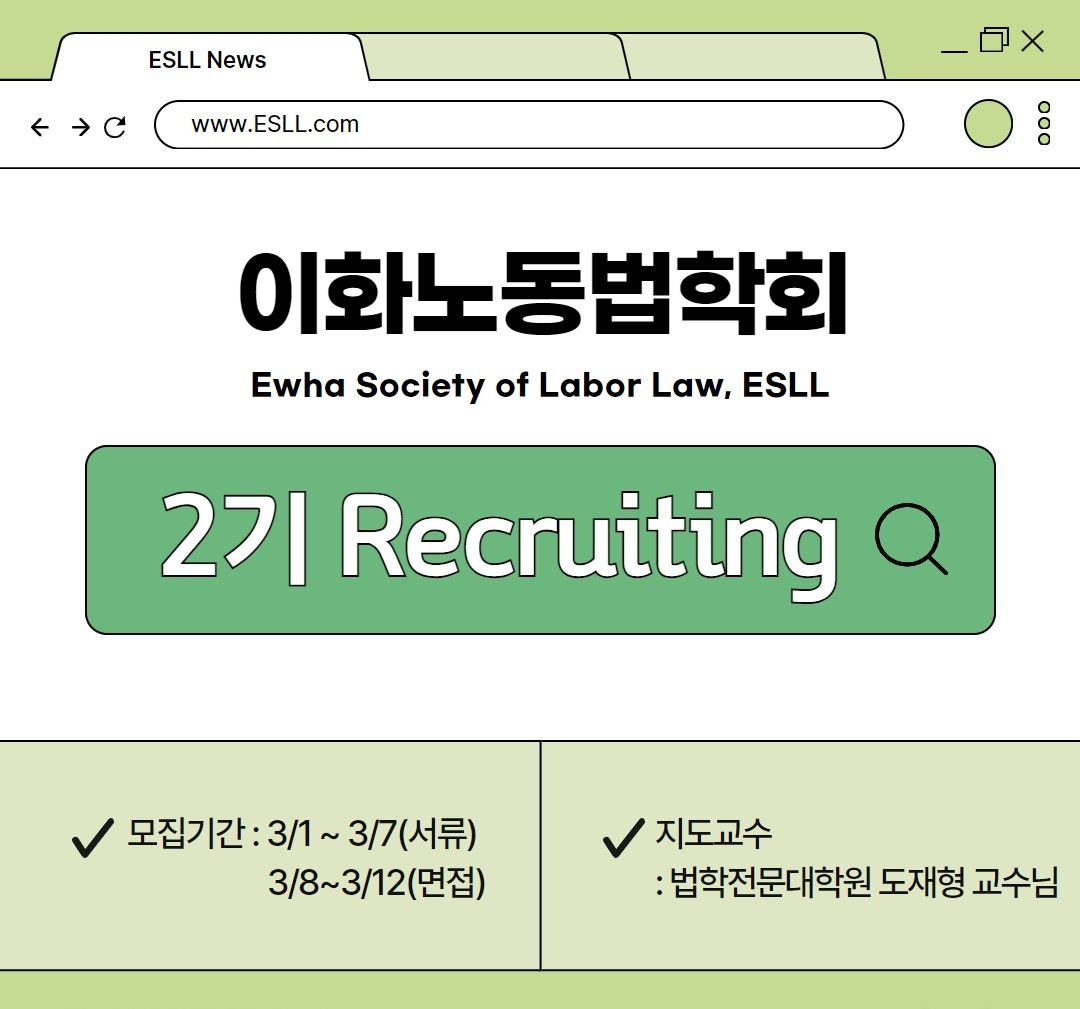 ESLL News
www.ESLL.com
이화노동법학회
Ewha Society of Labor Law, ESLL
2기 Recruiting
모집기간 : 3/1 ~ 3/7(서류)
3/8~3/12(면접)
지도교수
: 법학전문대학원 도재형 교수님